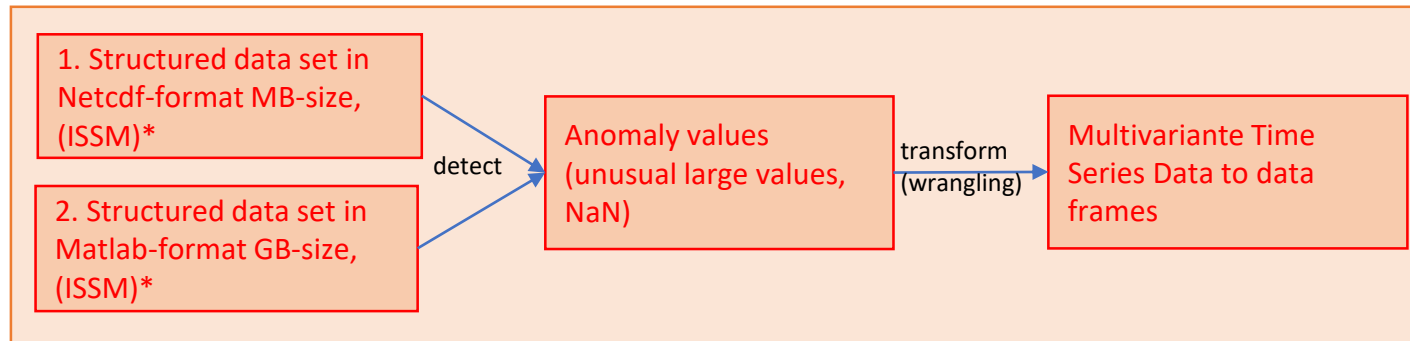 1. Structured data set in
Netcdf-format MB-size,
(ISSM)*
2. Structured data set in
Matlab-format GB-size,
(ISSM)*
detect
Anomaly values
(unusual large values,
NaN)
transform
(wrangling)
Multivariante Time
Series Data to data
frames